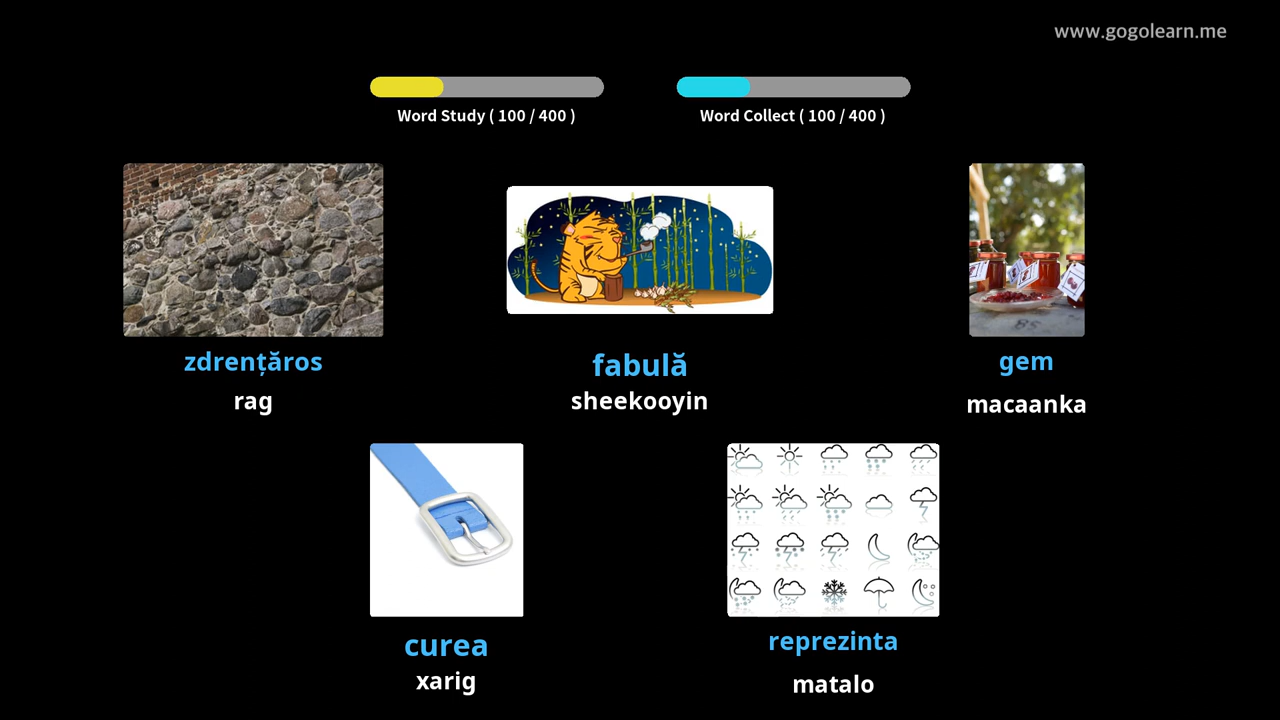 www.gogolearn.me
Word Study ( 100 / 400 )
Word Collect ( 100 / 400 )
zdrențăros
rag
fabulă
sheekooyin
gem
macaanka
curea
xarig
reprezinta
matalo